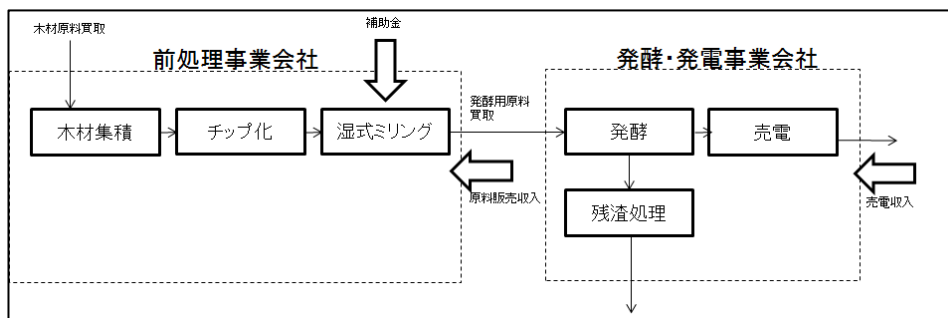 木材原料買取
補助金
前処理事業会社
発酵・発電事業会社
木材集積
チップ化
湿式ミリング
発酵用原料
買取
発酵
売電
原料販売収入
残渣処理
売電収入